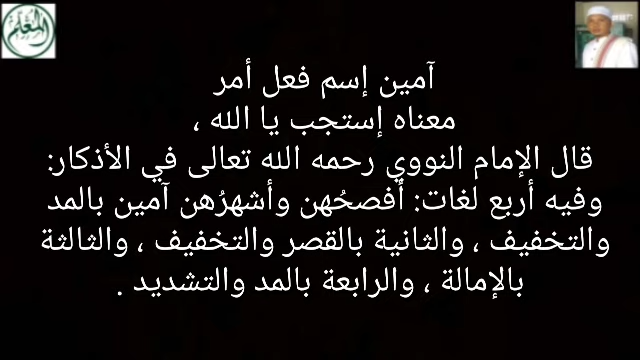 المعلم
آمين إسم فعل أمر
معناه إستجب يا الله ،
قال الإمام النووي رحمه الله تعالى في الأذكار:
وفيه أربع لغات: أفصحُهن وأشهرُهن آمين بالمد
والتخفيف ، والثانية بالقصر والتخفيف ، والثالثة
بالإمالة ، والرابعة بالمد والتشديد .